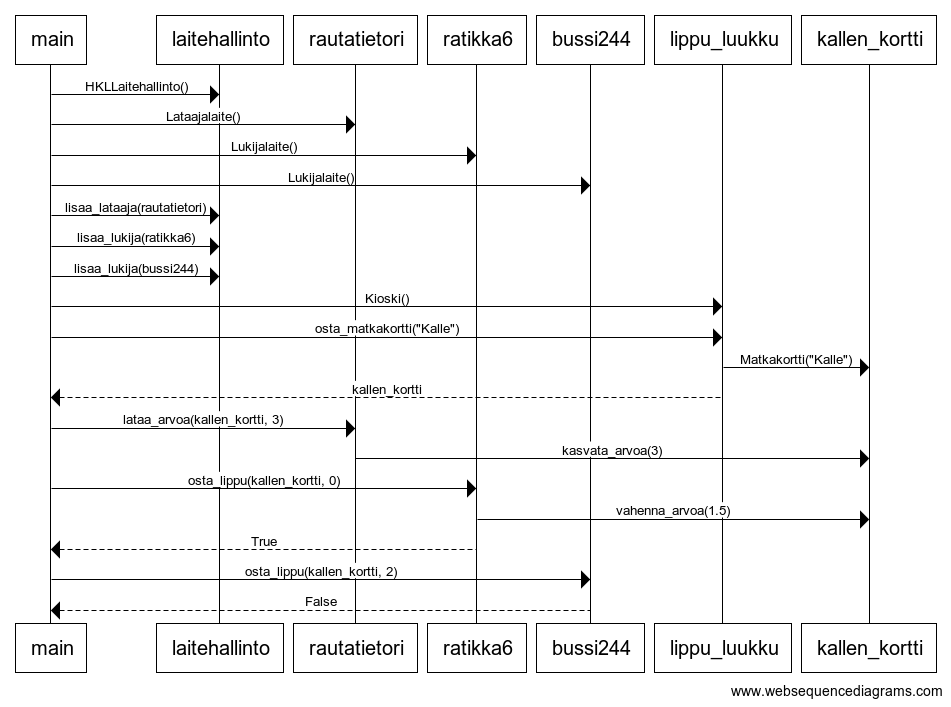 main laitehallinto rautatietori ratikka6 bussi244 lippu_luukku kallen_kortti
HKLLaitehallinto()
Lataajalaite()
Lukijalaite()
Lukijalaite()
lisaa_lataaja(rautatietori)
lisaa_lukija(ratikka6)
lisaa_lukija(bussi244)
Kioski()
osta_matkakortti("Kalle")
Matkakortti("Kalle")
kallen_kortti
lataa_arvoa(kallen_kortti, 3)
kasvata_arvoa(3)
osta_lippu(kallen_kortti, 0)
vahenna_arvoa(1.5)
True
osta_lippu(kallen_kortti, 2)
False
main laitehallinto rautatietori ratikka6 bussi244 lippu_luukku kallen_kortti
www.websequencediagrams.com